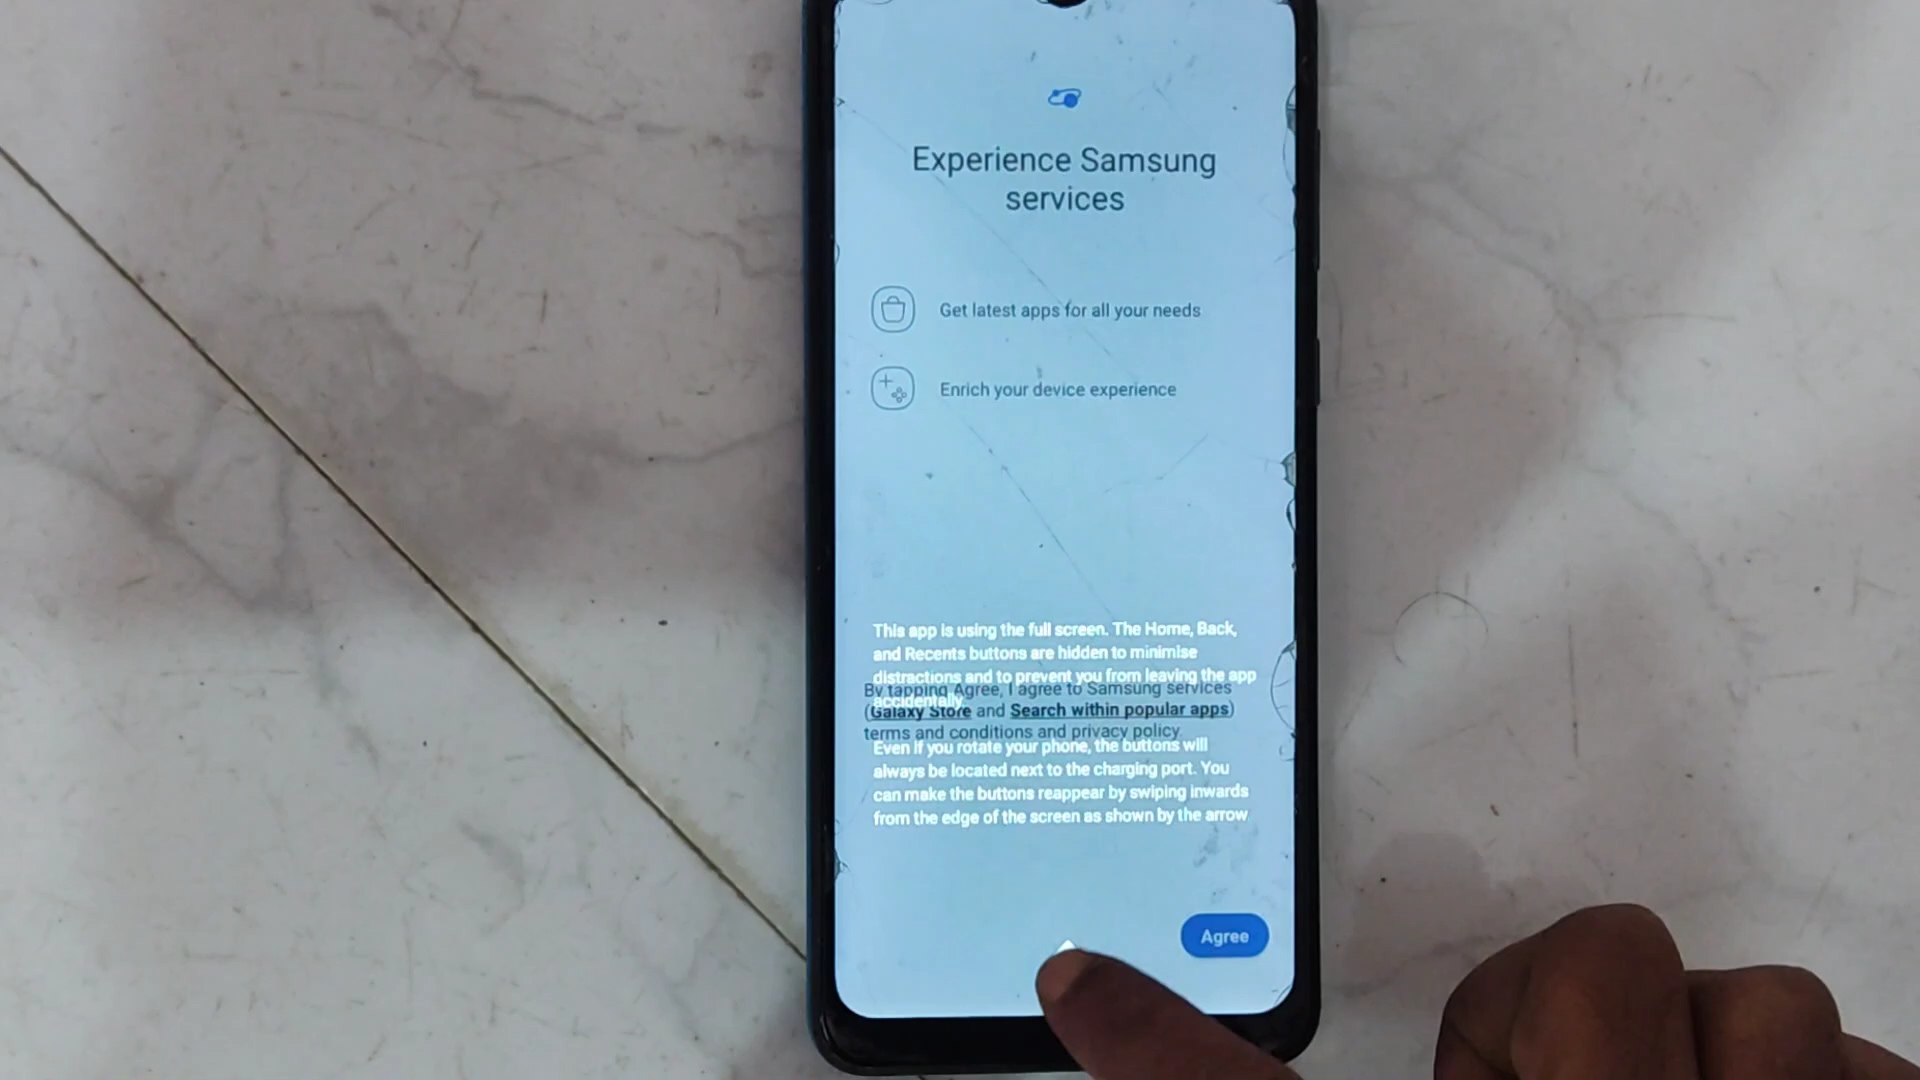 Experience Samsung
services
Get latest apps for all your needs
Enrich your device experience
This app is using the full screen. The Home, Back,
and Recents buttons are hidden to minimise
distractions and to prevent you from leaving the app
accidentally.
By tapping Agree, I agree to Samsung services
(Galaxy Store and Search within popular apps)
terms and conditions and privacy policy.
Even if you rotate your phone, the buttons will
always be located next to the charging port. You
can make the buttons reappear by swiping inwards
from the edge of the screen as shown by the arrow
Agree